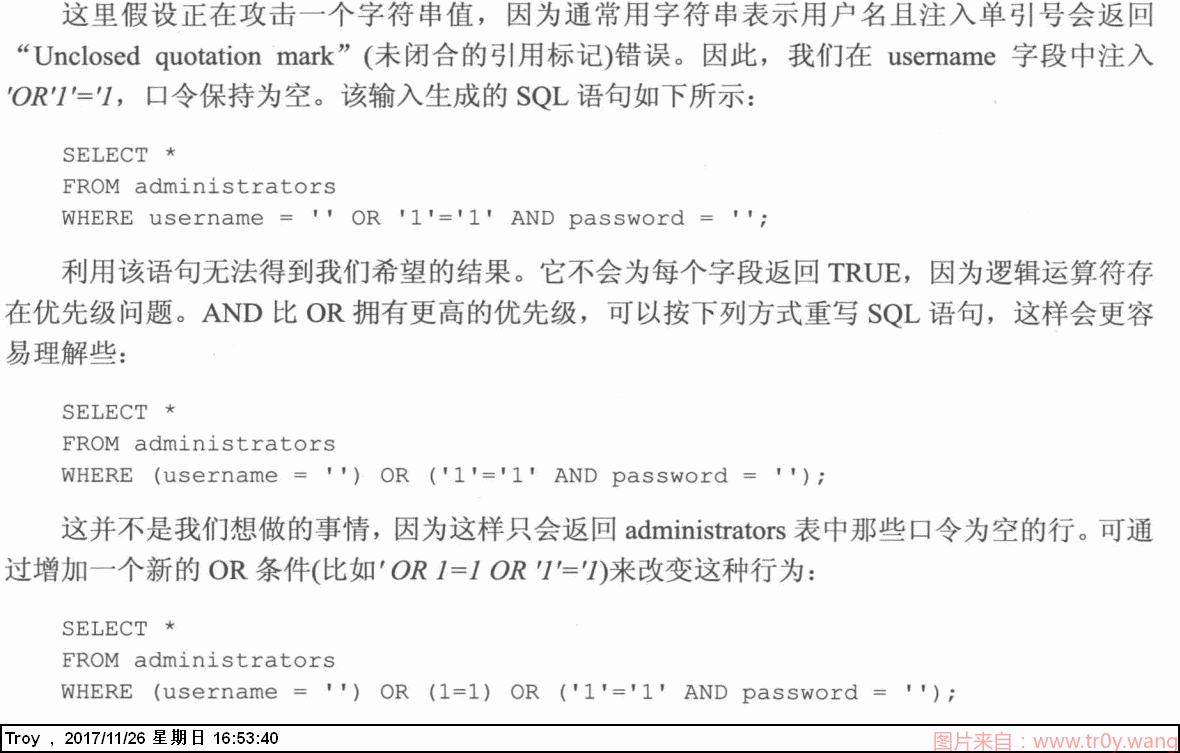 这里假设正在攻击一个字符串值，因为通常用字符串表示用户名且注入单引号会返回
“Unclosed quotation mark”(未闭合的引用标记)错误。因此，我们在 username 字段中注入
'OR'1'='1，口令保持为空。该输入生成的 SQL 语句如下所示：
SELECT *
FROM administrators
WHERE username = '' OR '1'='1' AND password = '';
利用该语句无法得到我们希望的结果。它不会为每个字段返回 TRUE，因为逻辑运算符存
在优先级问题。AND 比 OR 拥有更高的优先级，可以按下列方式重写 SQL 语句，这样会更容
易理解些：
SELECT *
FROM administrators
WHERE (username = '') OR ('1'='1' AND password = '');
这并不是我们想做的事情，因为这样只会返回 administrators 表中那些口令为空的行。可通
过增加一个新的 OR 条件(比如' OR 1=1 OR '1'='1)来改变这种行为：
SELECT *
FROM administrators
WHERE (username = '') OR (1=1) OR ('1'='1' AND password = '');
Troy , 2017/11/26 星期日 16:53:40
图片来自：www.tr0y.wang